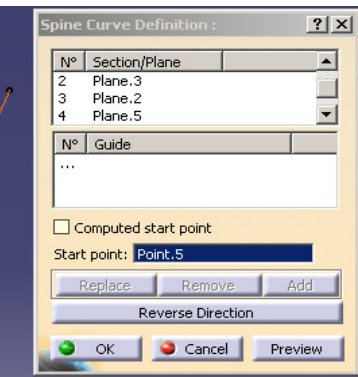 Spine Curve Definition :
N° Section/Plane
2 Plane.3
3 Plane.2
4 Plane.5
N° Guide
...
Computed start point
Start point: Point.5
Replace Remove Add
Reverse Direction
OK Cancel Preview